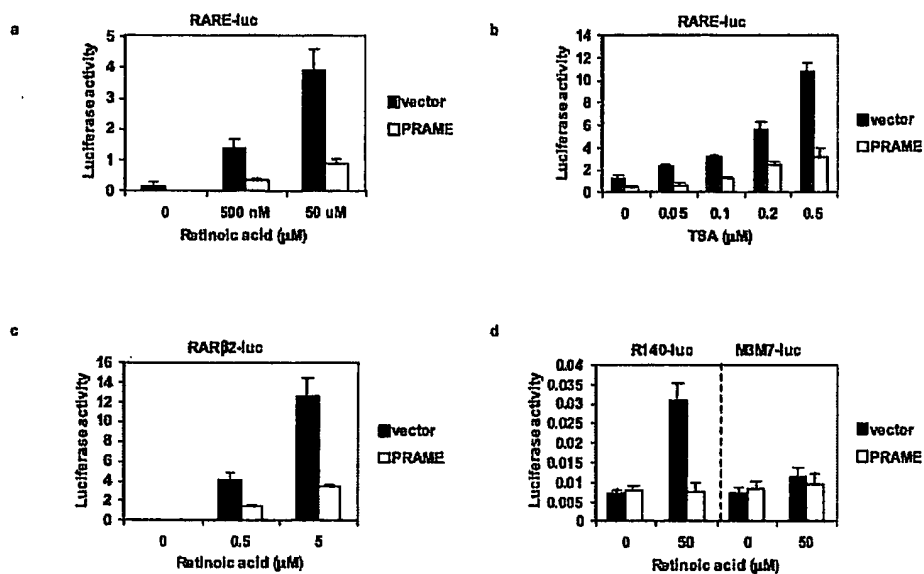 a
RARE-luc
Luciferase activity
5
4
3
2
1
0
0
500 nM
50 uM
Retinoic acid (µM)
vector
PRAME
b
RARE-luc
Luciferase activity
14
12
10
8
6
4
2
0
0
0.05
0.1
0.2
0.5
TSA (µM)
vector
PRAME
c
RARβ2-luc
Luciferase activity
16
14
12
10
8
6
4
2
0
0
0.5
5
Retinoic acid (µM)
vector
PRAME
d
R140-luc
M3M7-luc
Luciferase activity
0.04
0.035
0.03
0.025
0.02
0.015
0.01
0.005
0
0
50
0
50
Retinoic acid (µM)
vector
PRAME